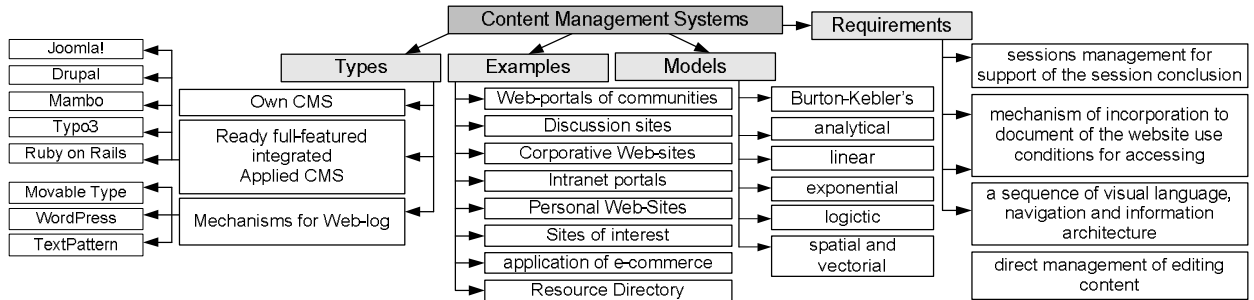 Content Management Systems
Types
Examples
Models
Requirements
Joomla!
Drupal
Mambo
Typo3
Ruby on Rails
Movable Type
WordPress
TextPattern
Own CMS
Ready full-featured
integrated
Applied CMS
Mechanisms for Web-log
Web-portals of communities
Discussion sites
Corporative Web-sites
Intranet portals
Personal Web-Sites
Sites of interest
application of e-commerce
Resource Directory
Burton-Kebler's
analytical
linear
exponential
logictic
spatial and
vectorial
sessions management for
support of the session conclusion
mechanism of incorporation to
document of the website use
conditions for accessing
a sequence of visual language,
navigation and information
architecture
direct management of editing
content